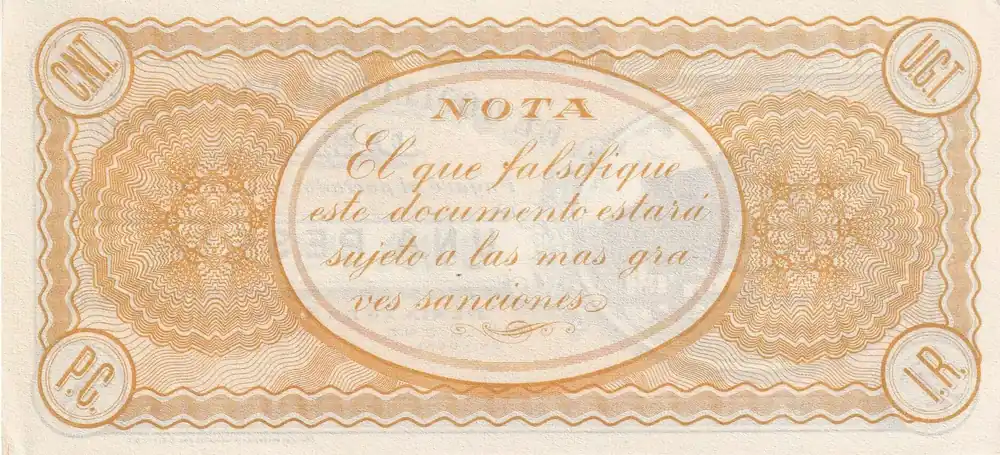 C.N.T.
U.G.T.
NOTA
El que falsifique
este documento estará
sujeto a las mas gra-
ves sanciones
P.C.
I.R.